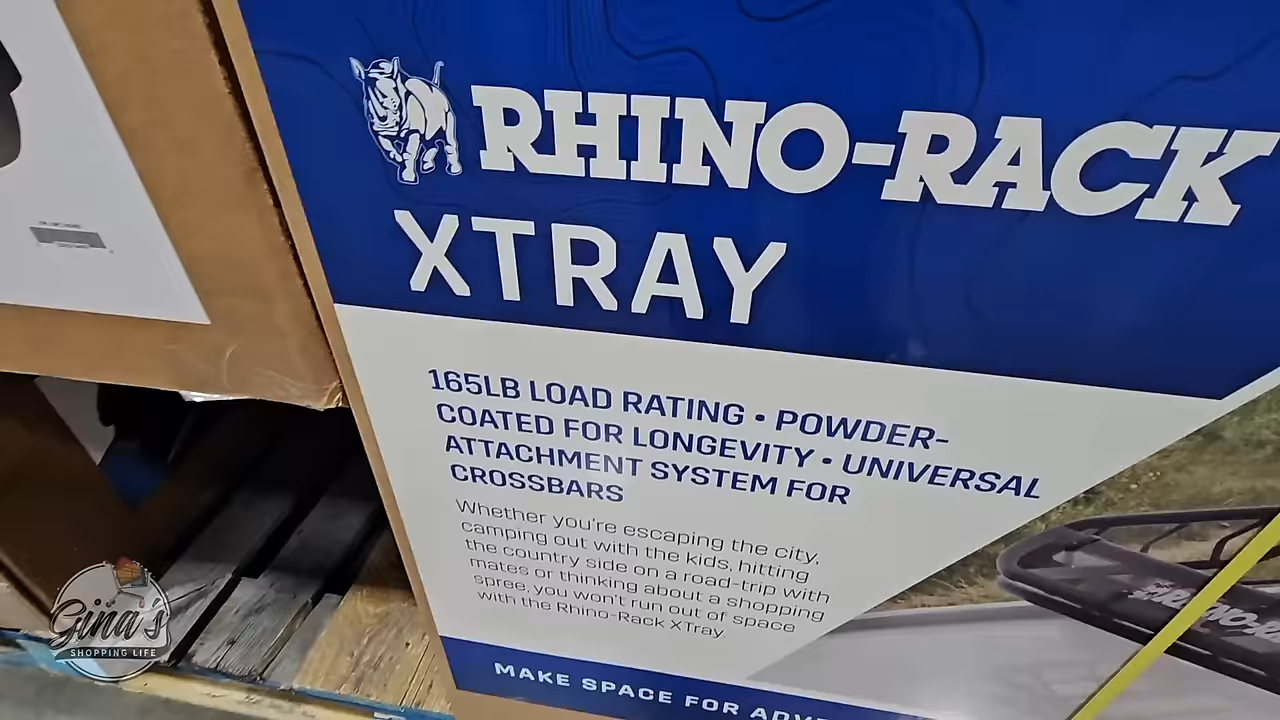 RHINO-RACK
XTRAY
165LB LOAD RATING • POWDER-
COATED FOR LONGEVITY • UNIVERSAL
ATTACHMENT SYSTEM FOR
CROSSBARS
Whether you're escaping the city,
camping out with the kids, hitting
the country side on a road-trip with
mates or thinking about a shopping
spree, you won't run out of space
with the Rhino-Rack XTray.
MAKE SPACE FOR
Gina's
SHOPPING LIFE